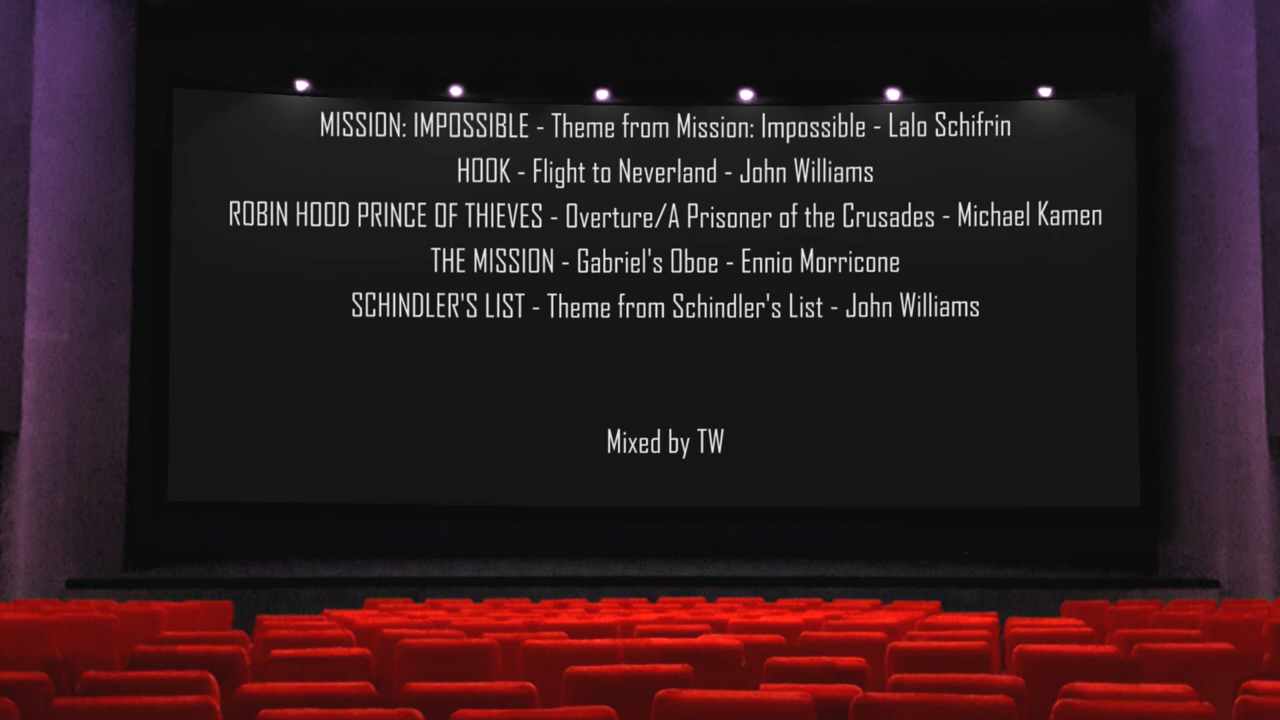 MISSION: IMPOSSIBLE - Theme from Mission: Impossible - Lalo Schifrin
HOOK - Flight to Neverland - John Williams
ROBIN HOOD PRINCE OF THIEVES - Overture/A Prisoner of the Crusades - Michael Kamen
THE MISSION - Gabriel's Oboe - Ennio Morricone
SCHINDLER'S LIST - Theme from Schindler's List - John Williams
Mixed by TW